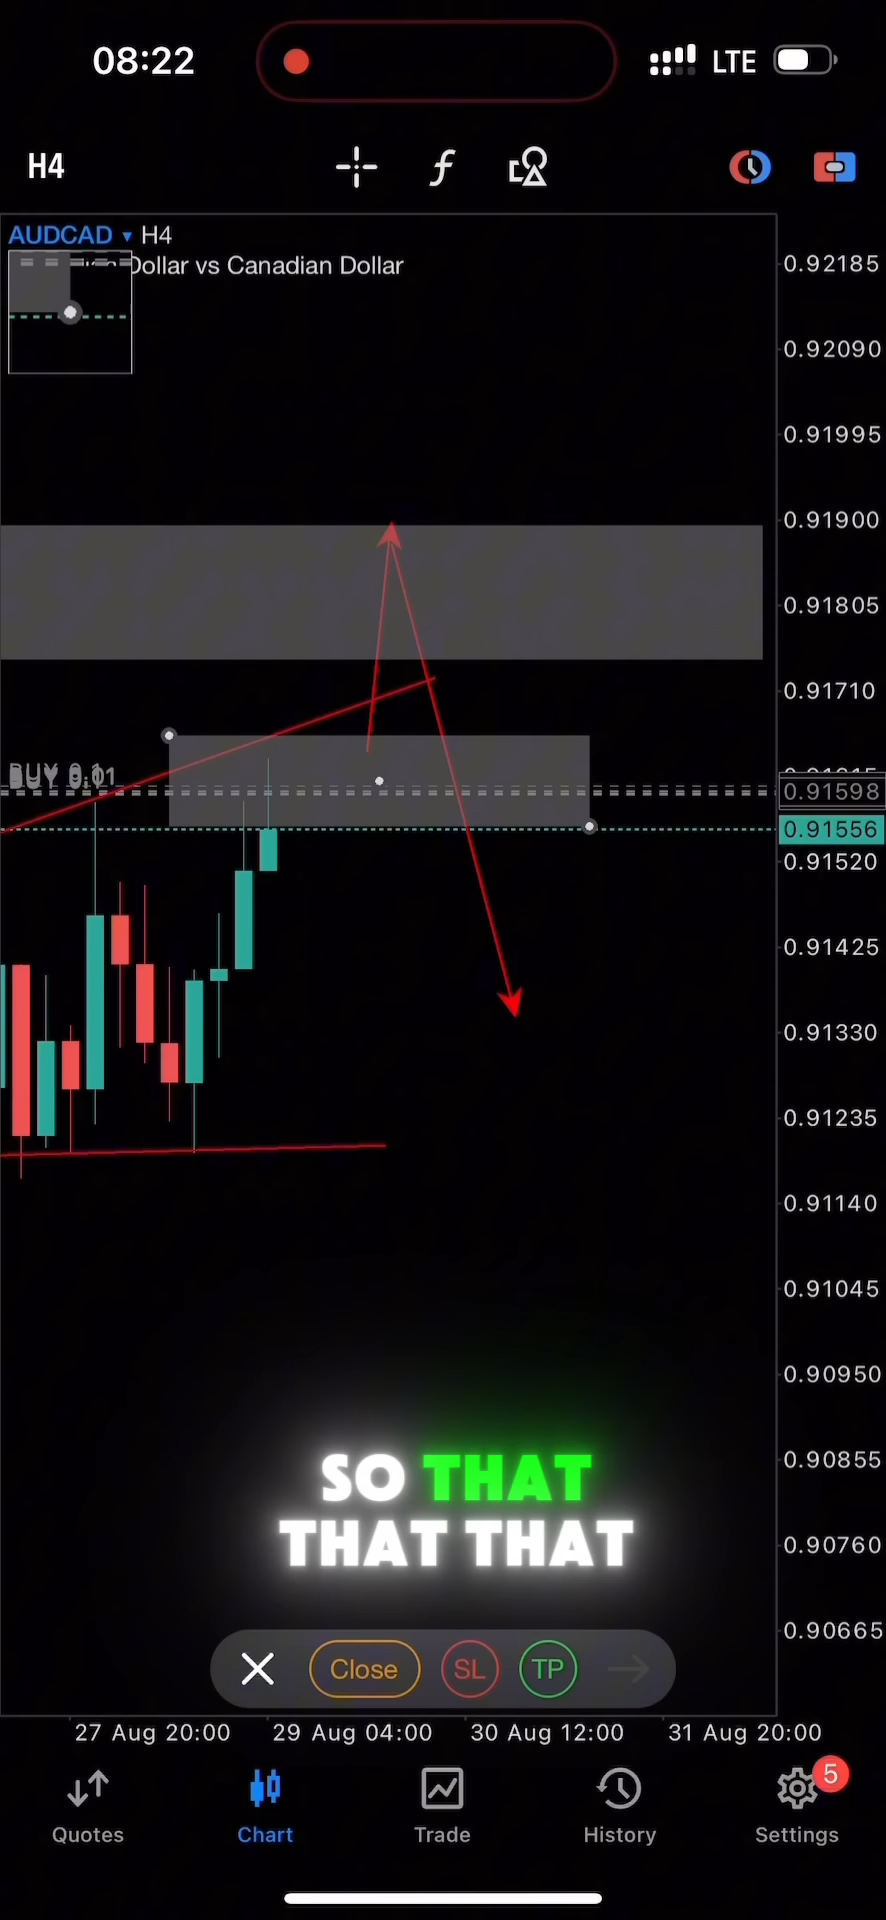 08:22
LTE
H4
AUDCAD ▾ H4
Dollar vs Canadian Dollar
0.92185
0.92090
0.91995
0.91900
0.91805
0.91710
BUY
0.91598
0.91556
0.91520
0.91425
0.91330
0.91235
0.91140
0.91045
0.90950
0.90855
0.90760
0.90665
SO THAT
THAT THAT
Close SL TP
27 Aug 20:00 29 Aug 04:00 30 Aug 12:00 31 Aug 20:00
5
Quotes Chart Trade History Settings